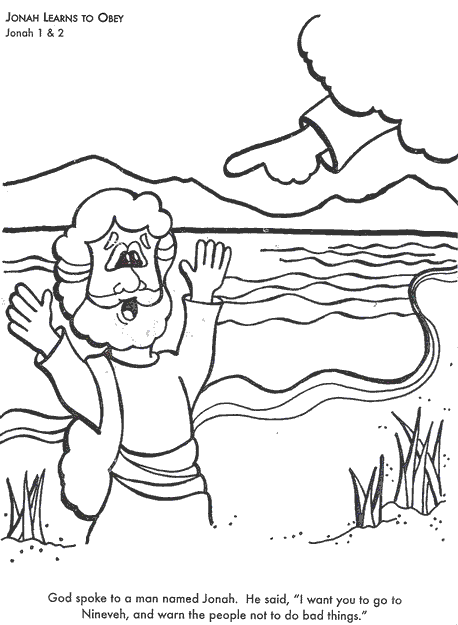 JONAH LEARNS TO OBEY
Jonah 1 & 2
God spoke to a man named Jonah. He said, “I want you to go to
Nineveh, and warn the people not to do bad things.”